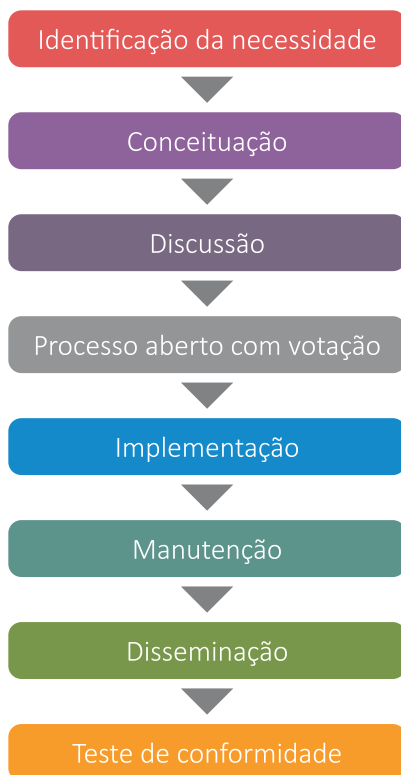 Identificação da necessidade
Conceituação
Discussão
Processo aberto com votação
Implementação
Manutenção
Disseminação
Teste de conformidade